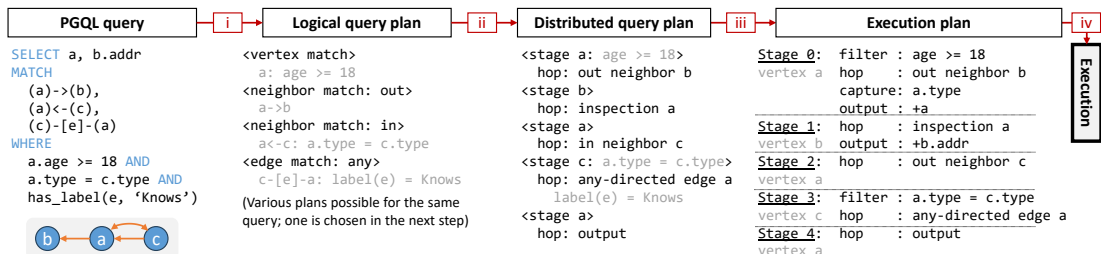 PGQL query
i
Logical query plan
ii
Distributed query plan
iii
Execution plan
iv
SELECT a, b.addr
MATCH
(a)->(b),
(a)<-(c),
(c)-[e]-(a)
WHERE
a.age >= 18 AND
a.type = c.type AND
has_label(e, ‘Knows’)
b
a
c
<vertex match>
a: age >= 18
<neighbor match: out>
a->b
<neighbor match: in>
a<-c: a.type = c.type
<edge match: any>
c-[e]-a: label(e) = Knows
(Various plans possible for the same
query; one is chosen in the next step)
<stage a: age >= 18>
hop: out neighbor b
<stage b>
hop: inspection a
<stage a>
hop: in neighbor c
<stage c: a.type = c.type>
hop: any-directed edge a
label(e) = Knows
<stage a>
hop: output
Stage 0: filter : age >= 18
vertex a hop : out neighbor b
capture: a.type
output : +a
Stage 1: hop : inspection a
vertex b output : +b.addr
Stage 2: hop : out neighbor c
vertex a
Stage 3: filter : a.type = c.type
vertex c hop : any-directed edge a
Stage 4: hop : output
vertex a
Execution